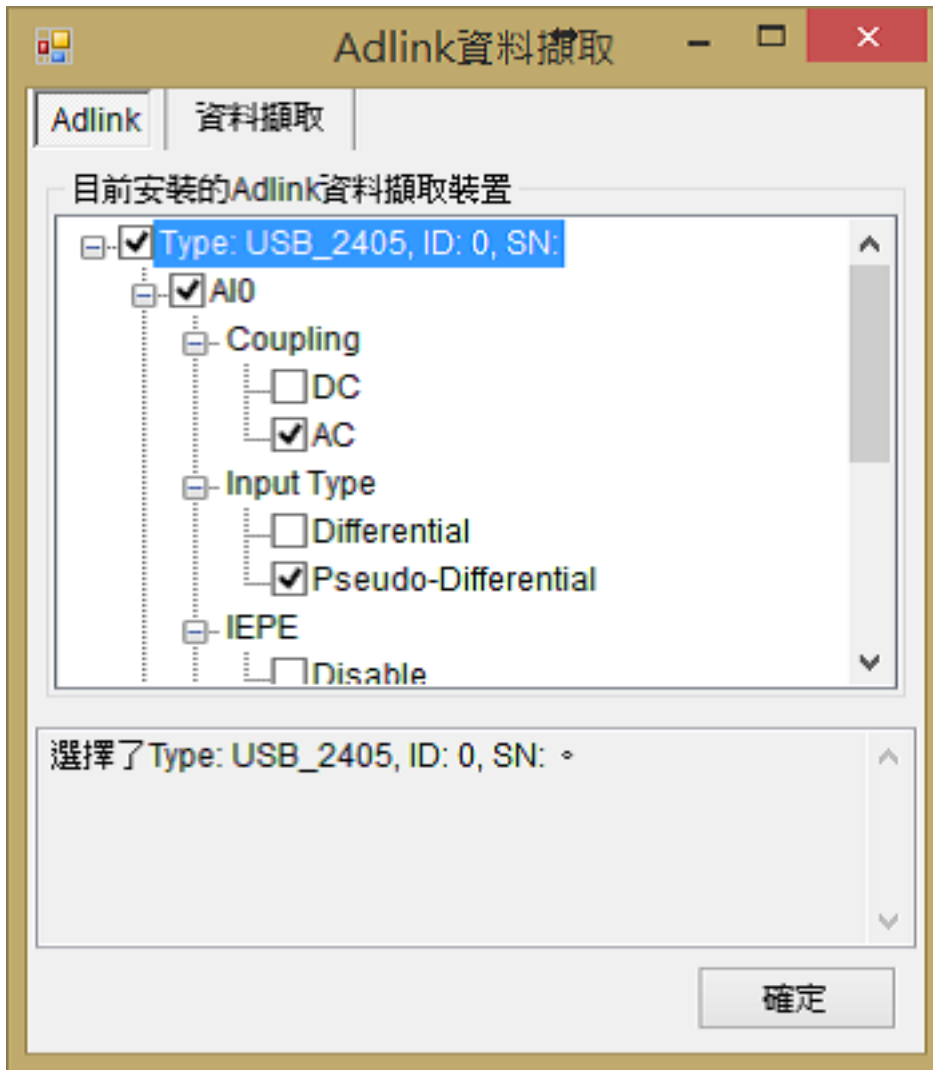 Adlink資料擷取
Adlink 資料擷取
目前安裝的Adlink資料擷取裝置
Type: USB_2405, ID: 0, SN:
AI0
Coupling
DC
AC
Input Type
Differential
Pseudo-Differential
IEPE
Disable
選擇了Type: USB_2405, ID: 0, SN: 。
確定